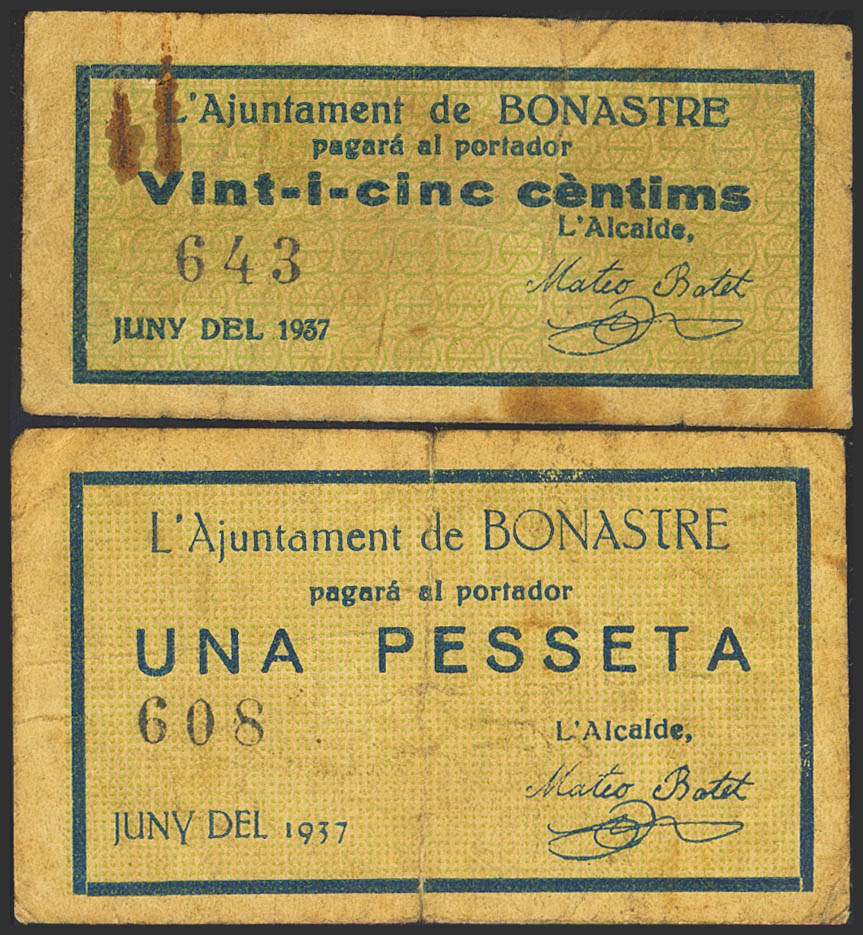 L'Ajuntament de BONASTRE
pagará al portador
Vint-i-cinc cèntims
L'Alcalde,
643
Mateo Batet
JUNY DEL 1937
L'Ajuntament de BONASTRE
pagará al portador
UNA PESSETA
608
L'Alcalde,
Mateo Batet
JUNY DEL 1937